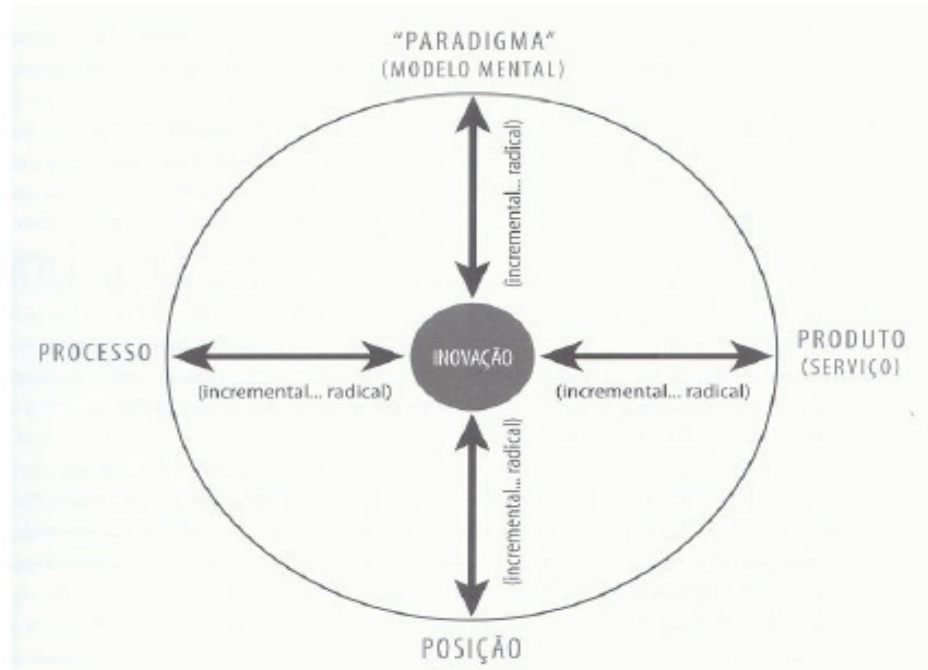 "PARADIGMA"
(MODELO MENTAL)
(incremental... radical)
PROCESSO
INOVAÇÃO
PRODUTO
(SERVIÇO)
(incremental... radical)
(incremental... radical)
(incremental... radical)
POSIÇÃO